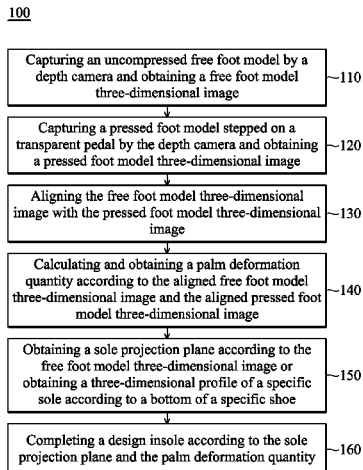 100
Capturing an uncompressed free foot model by a
depth camera and obtaining a free foot model
three-dimensional image
110
Capturing a pressed foot model stepped on a
transparent pedal by the depth camera and obtaining
a pressed foot model three-dimensional image
120
Aligning the free foot model three-dimensional
image with the pressed foot model three-dimensional
image
130
Calculating and obtaining a palm deformation
quantity according to the aligned free foot model
three-dimensional image and the aligned pressed foot
model three-dimensional image
140
Obtaining a sole projection plane according to the
free foot model three-dimensional image or
obtaining a three-dimensional profile of a specific
sole according to a bottom of a specific shoe
150
Completing a design insole according to the sole
projection plane and the palm deformation quantity
160